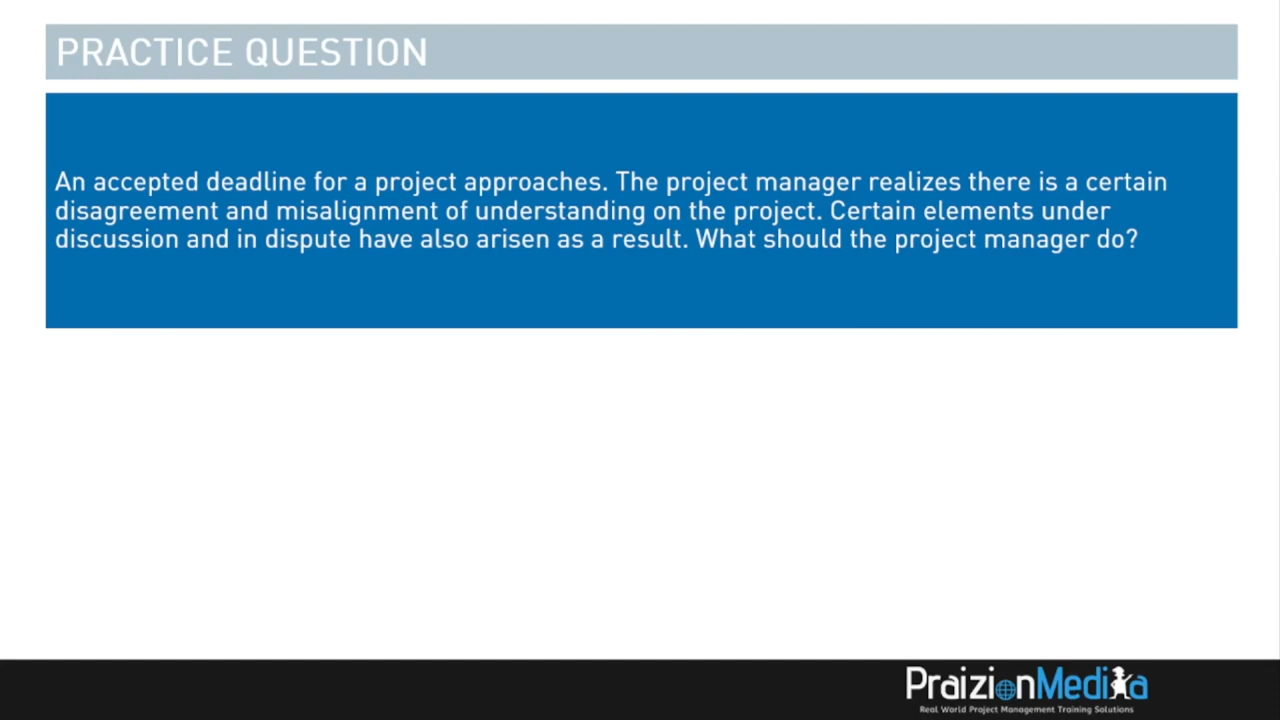 PRACTICE QUESTION
An accepted deadline for a project approaches. The project manager realizes there is a certain
disagreement and misalignment of understanding on the project. Certain elements under
discussion and in dispute have also arisen as a result. What should the project manager do?
PraizionMedia
Real World Project Management Training Solutions